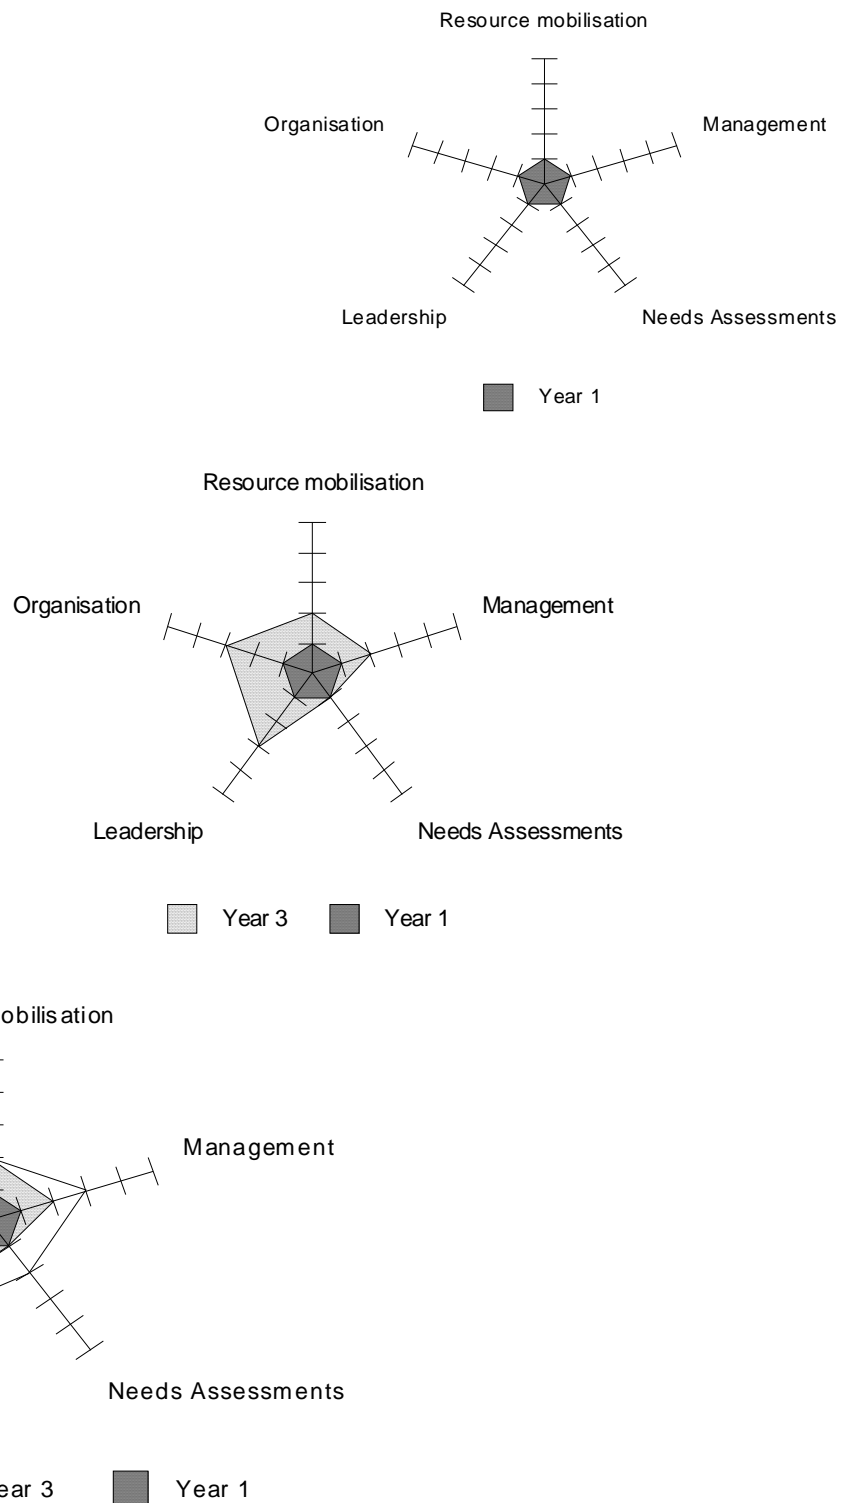 Resource mobilisation
Organisation
Management
Leadership
Needs Assessments
Year 1
Resource mobilisation
Organisation
Management
Leadership
Needs Assessments
Year 3 Year 1
obilisation
Management
Needs Assessments
ear 3 Year 1